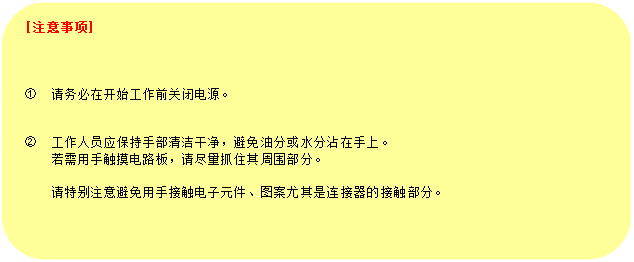 [注意事项]
① 请务必在开始工作前关闭电源。
② 工作人员应保持手部清洁干净，避免油分或水分沾在手上。
若需用手触摸电路板，请尽量抓住其周围部分。
请特别注意避免用手接触电子元件、图案尤其是连接器的接触部分。